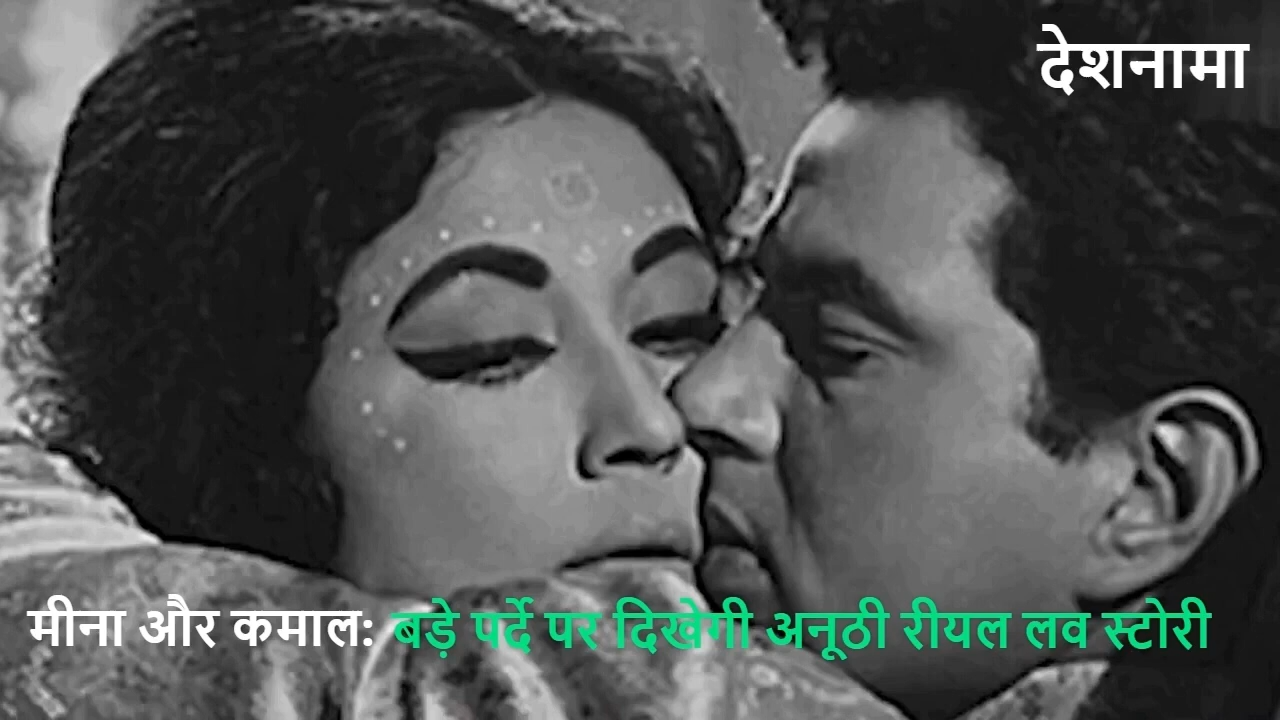 देशनामा
मीना और कमाल: बड़े पर्दे पर दिखेगी अनूठी रीयल लव स्टोरी